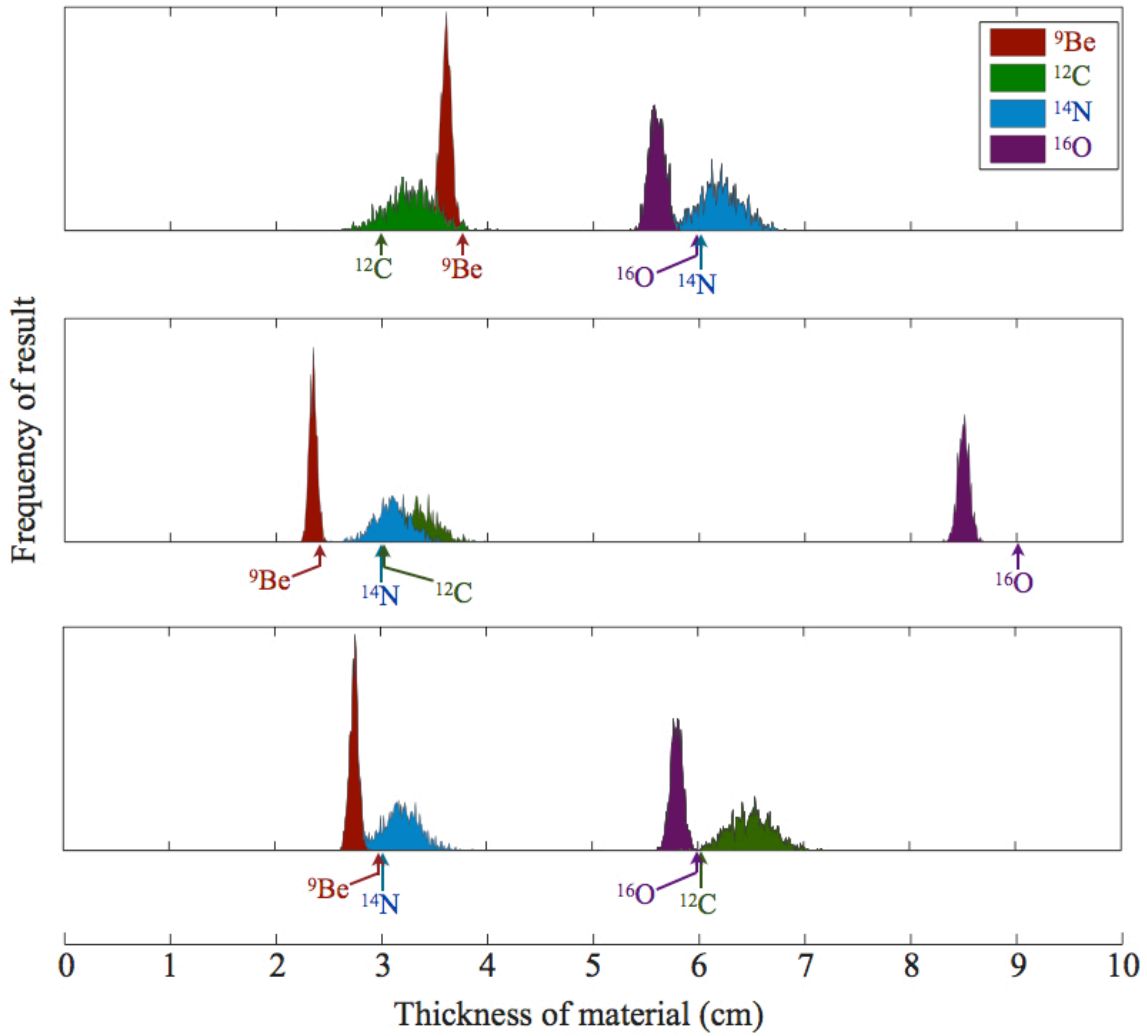 ⁹Be
¹²C
¹⁴N
¹⁶O
¹²C ⁹Be ¹⁶O ¹⁴N
Frequency of result
⁹Be ¹⁴N ¹²C ¹⁶O
⁹Be ¹⁴N ¹⁶O ¹²C
0 1 2 3 4 5 6 7 8 9 10
Thickness of material (cm)